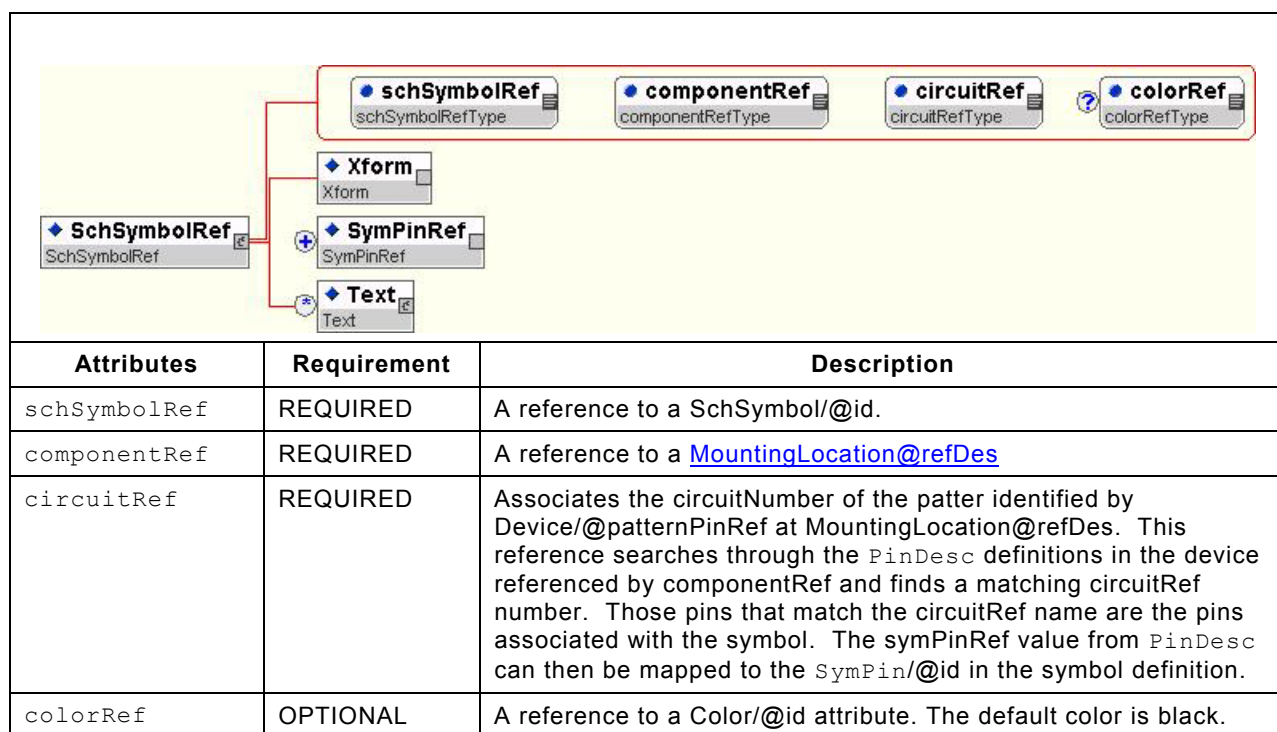 schSymbolRef componentRef circuitRef ? colorRef
schSymbolRefType componentRefType circuitRefType colorRefType
Xform
Xform
SchSymbolRef + SymPinRef
SchSymbolRef SymPinRef
* Text
Text
Attributes Requirement Description
schSymbolRef REQUIRED A reference to a SchSymbol/@id.
componentRef REQUIRED A reference to a MountingLocation@refDes
circuitRef REQUIRED Associates the circuitNumber of the patter identified by
Device/@patternPinRef at MountingLocation@refDes. This
reference searches through the PinDesc definitions in the device
referenced by componentRef and finds a matching circuitRef
number. Those pins that match the circuitRef name are the pins
associated with the symbol. The symPinRef value from PinDesc
can then be mapped to the SymPin/@id in the symbol definition.
colorRef OPTIONAL A reference to a Color/@id attribute. The default color is black.